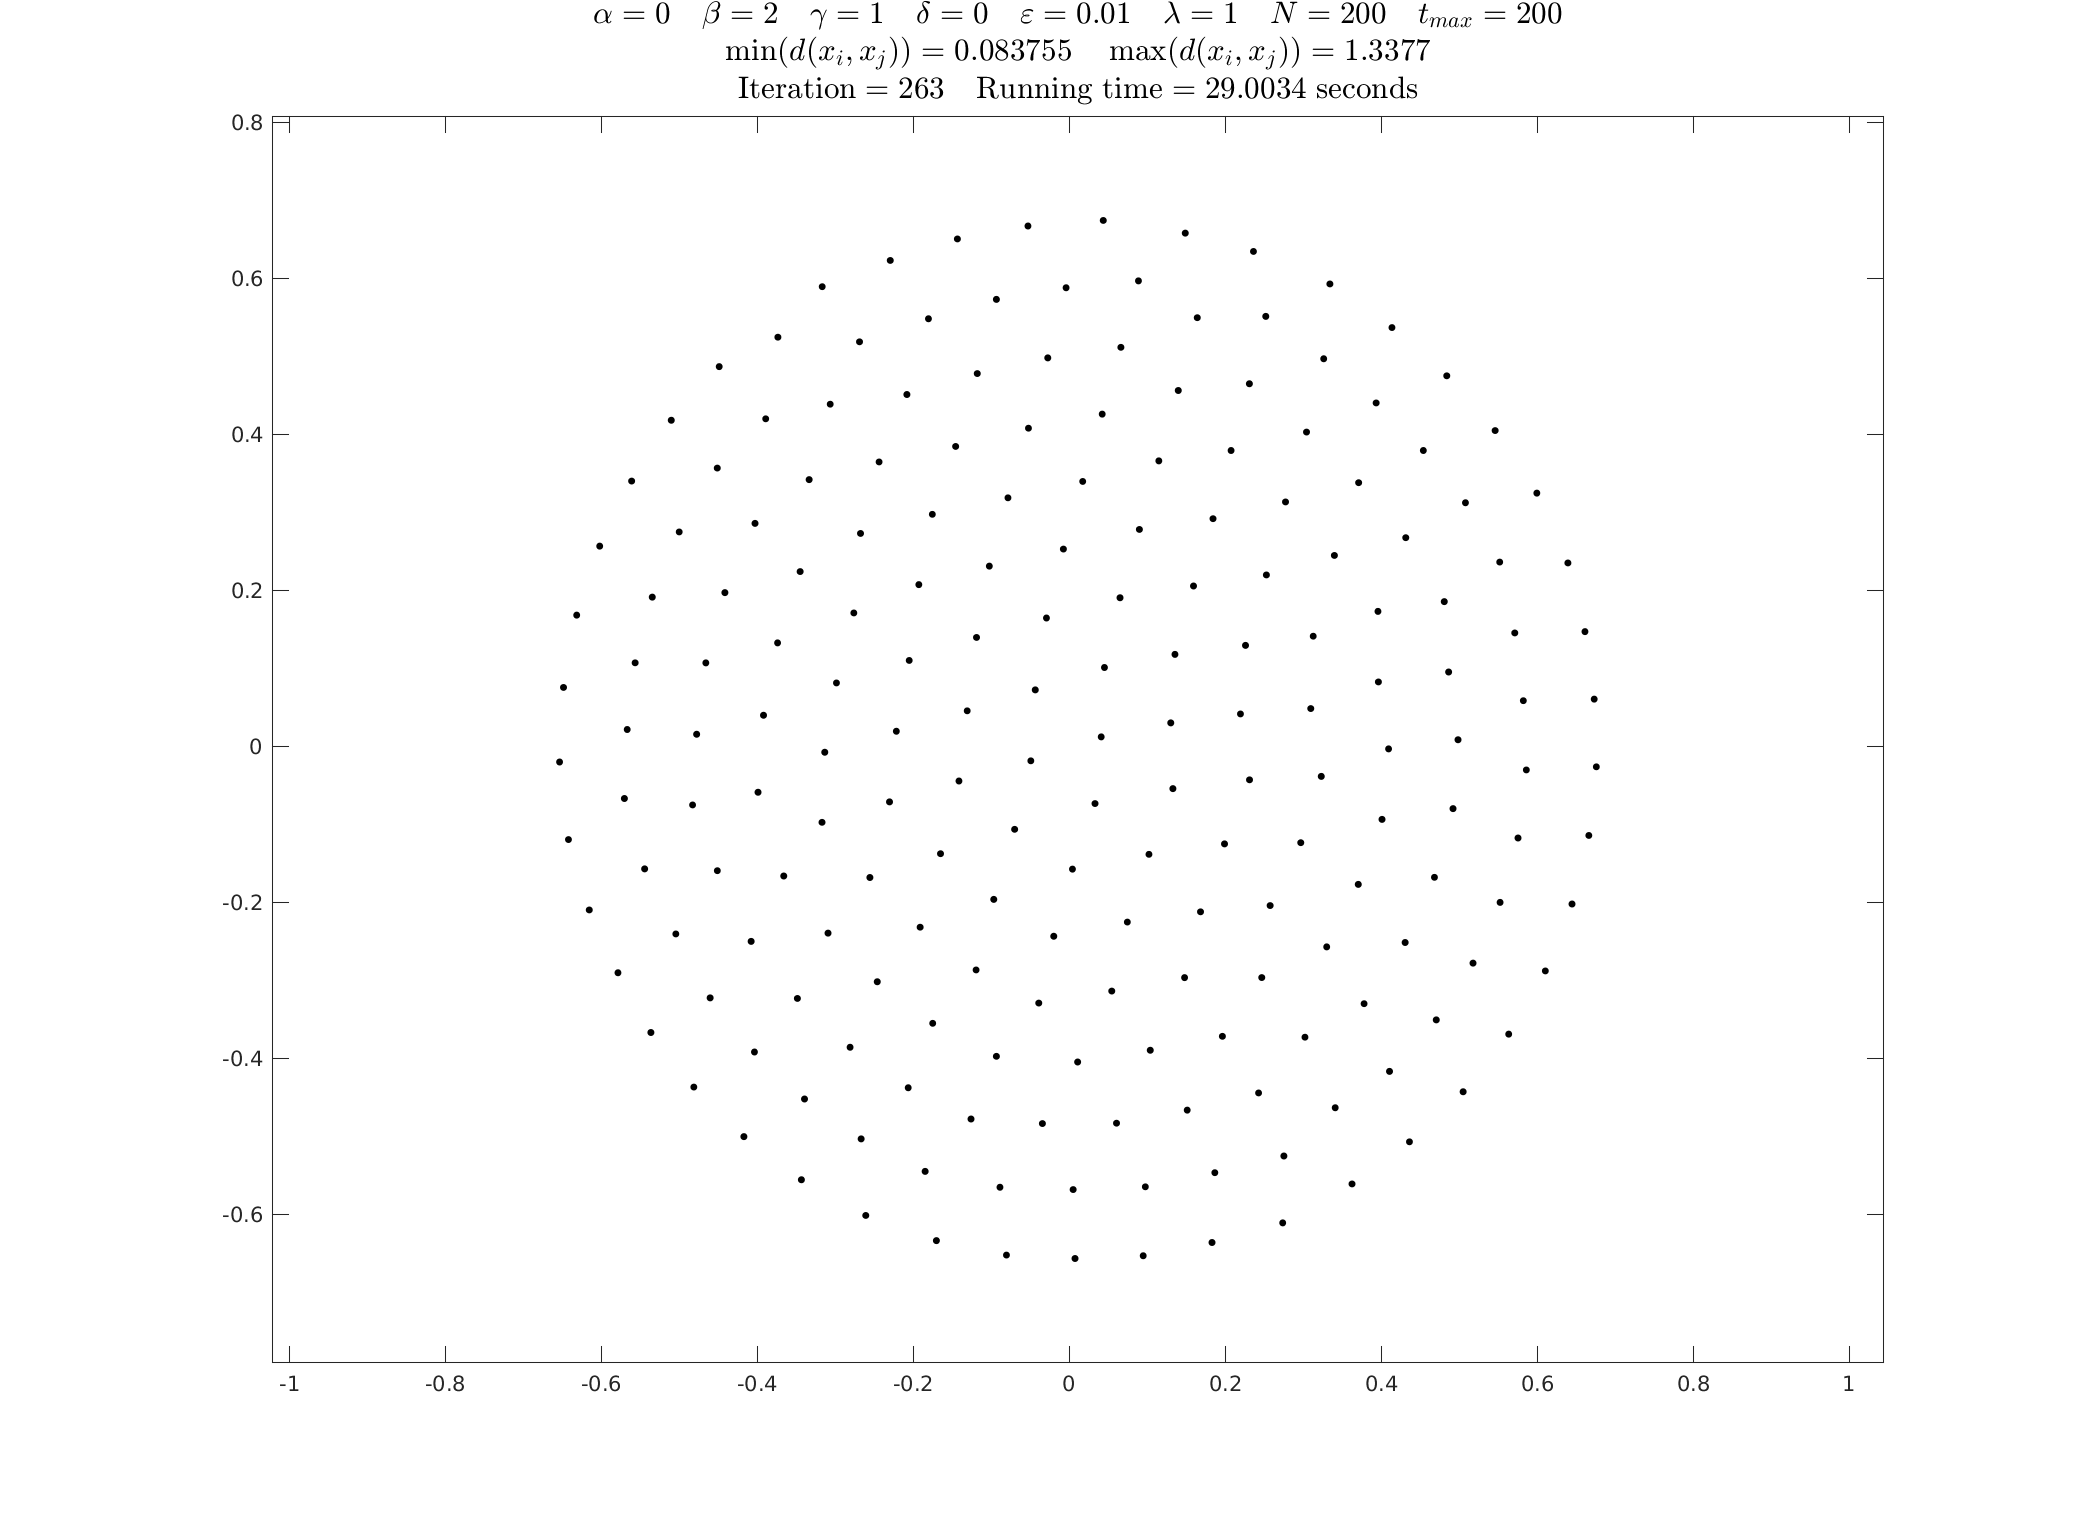 α = 0 β = 2 γ = 1 δ = 0 ε = 0.01 λ = 1 N = 200 t_max = 200
min(d(x_i, x_j)) = 0.083755 max(d(x_i, x_j)) = 1.3377
Iteration = 263 Running time = 29.0034 seconds
0.8
0.6
0.4
0.2
0
-0.2
-0.4
-0.6
-1 -0.8 -0.6 -0.4 -0.2 0 0.2 0.4 0.6 0.8 1